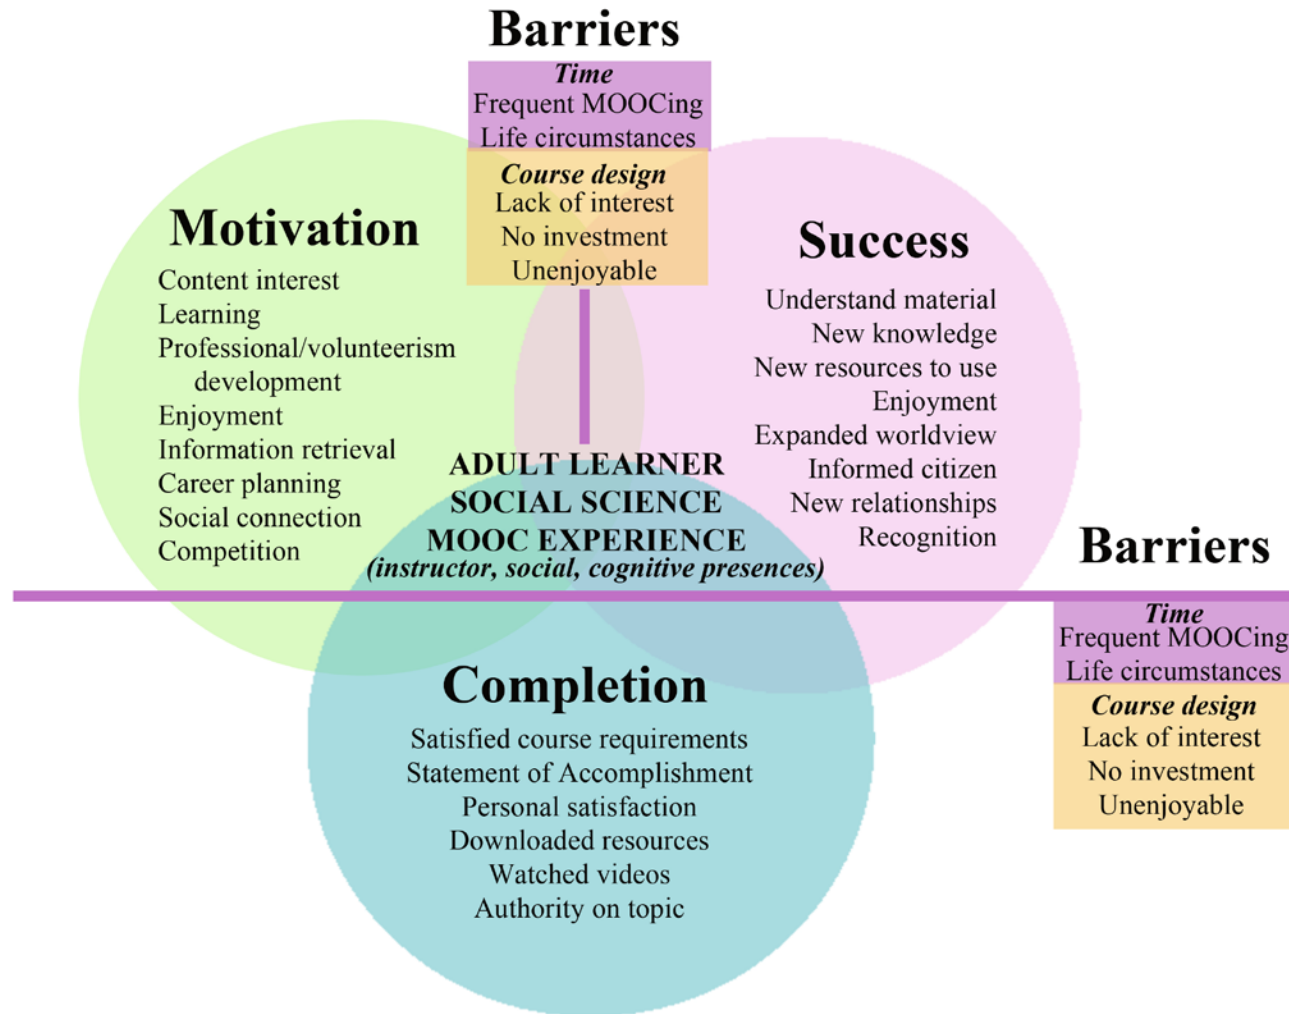 Barriers
Time
Frequent MOOCing
Life circumstances
Course design
Lack of interest
No investment
Unenjoyable
Motivation
Content interest
Learning
Professional/volunteerism
development
Enjoyment
Information retrieval
Career planning
Social connection
Competition
Success
Understand material
New knowledge
New resources to use
Enjoyment
Expanded worldview
Informed citizen
New relationships
Recognition
ADULT LEARNER
SOCIAL SCIENCE
MOOC EXPERIENCE
(instructor, social, cognitive presences)
Barriers
Time
Frequent MOOCing
Life circumstances
Course design
Lack of interest
No investment
Unenjoyable
Completion
Satisfied course requirements
Statement of Accomplishment
Personal satisfaction
Downloaded resources
Watched videos
Authority on topic